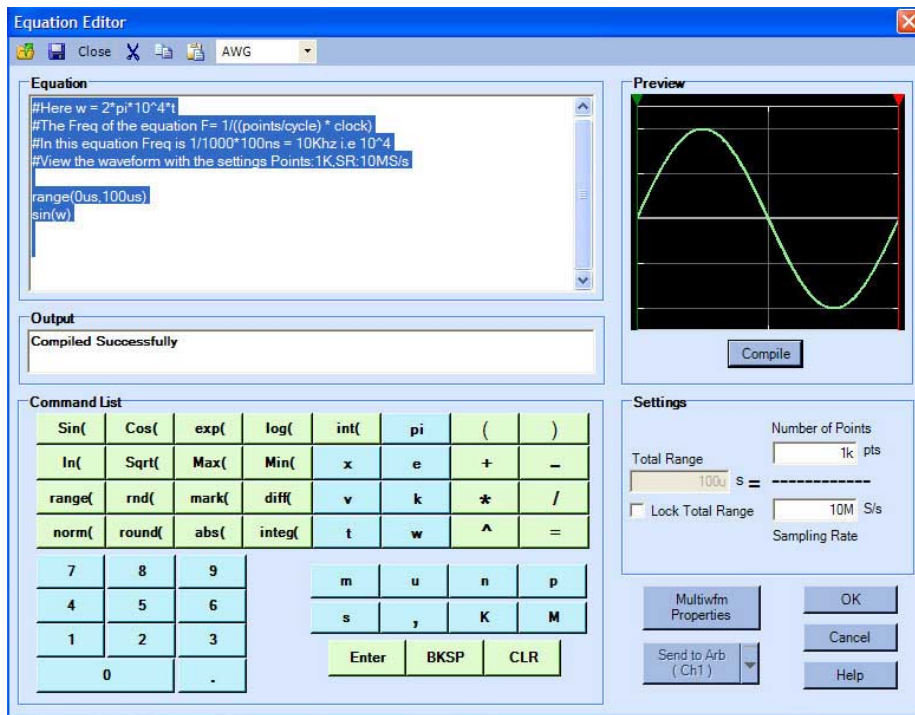 Equation Editor
Close AWG
Equation
#Here w = 2*pi*10^4*t
#The Freq of the equation F= 1/((points/cycle) * clock)
#In this equation Freq is 1/1000*100ns = 10Khz i.e 10^4
#View the waveform with the settings Points:1K,SR:10MS/s
range(0us,100us)
sin(w)
Preview
Compile
Output
Compiled Successfully
Command List
Sin( Cos( exp( log( int( pi ( )
ln( Sqrt( Max( Min( x e + -
range( rnd( mark( diff( v k * /
norm( round( abs( integ( t w ^ =
7 8 9
4 5 6
1 2 3
0 .
m u n p
s , K M
Enter BKSP CLR
Settings
Number of Points
1k pts
Total Range
100u s = ------------
Lock Total Range
10M S/s
Sampling Rate
Multiwfm
Properties
OK
Cancel
Send to Arb
( Ch1 )
Help